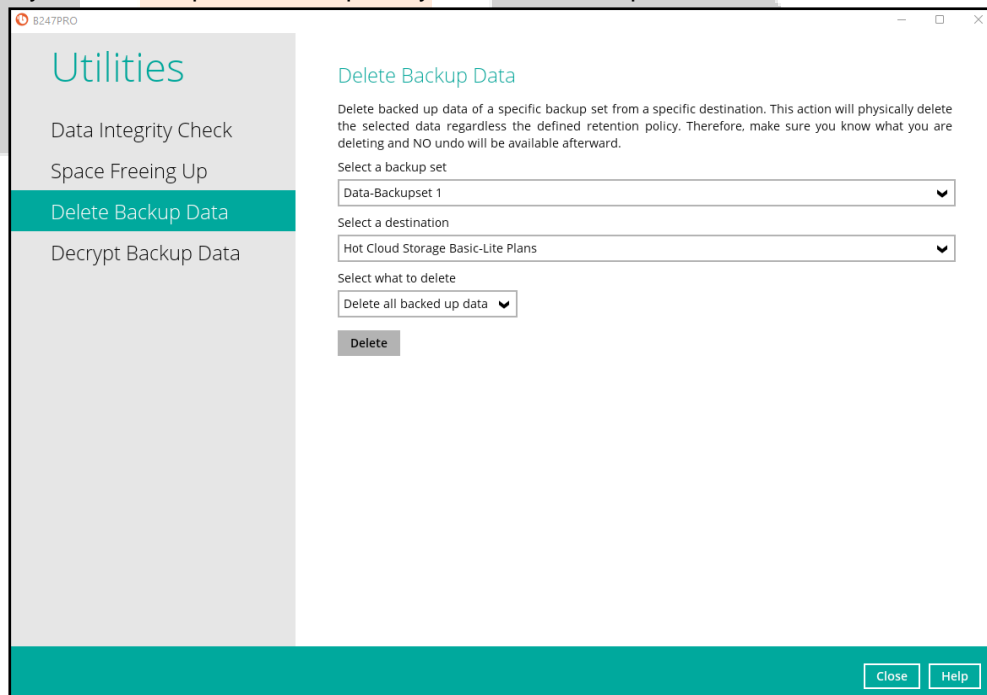 B247PRO
Utilities
Data Integrity Check
Space Freeing Up
Delete Backup Data
Decrypt Backup Data
Delete Backup Data
Delete backed up data of a specific backup set from a specific destination. This action will physically delete
the selected data regardless the defined retention policy. Therefore, make sure you know what you are
deleting and NO undo will be available afterward.
Select a backup set
Data-Backupset 1
Select a destination
Hot Cloud Storage Basic-Lite Plans
Select what to delete
Delete all backed up data
Delete
Close
Help